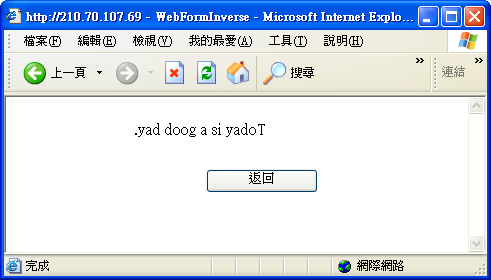 http://210.70.107.69 - WebFormInverse - Microsoft Internet Explo...
檔案(F) 編輯(E) 檢視(V) 我的最愛(A) 工具(T) 說明(H)
上一頁 搜尋 » 連結 »
.yad doog a si yadoT
返回
完成 網際網路